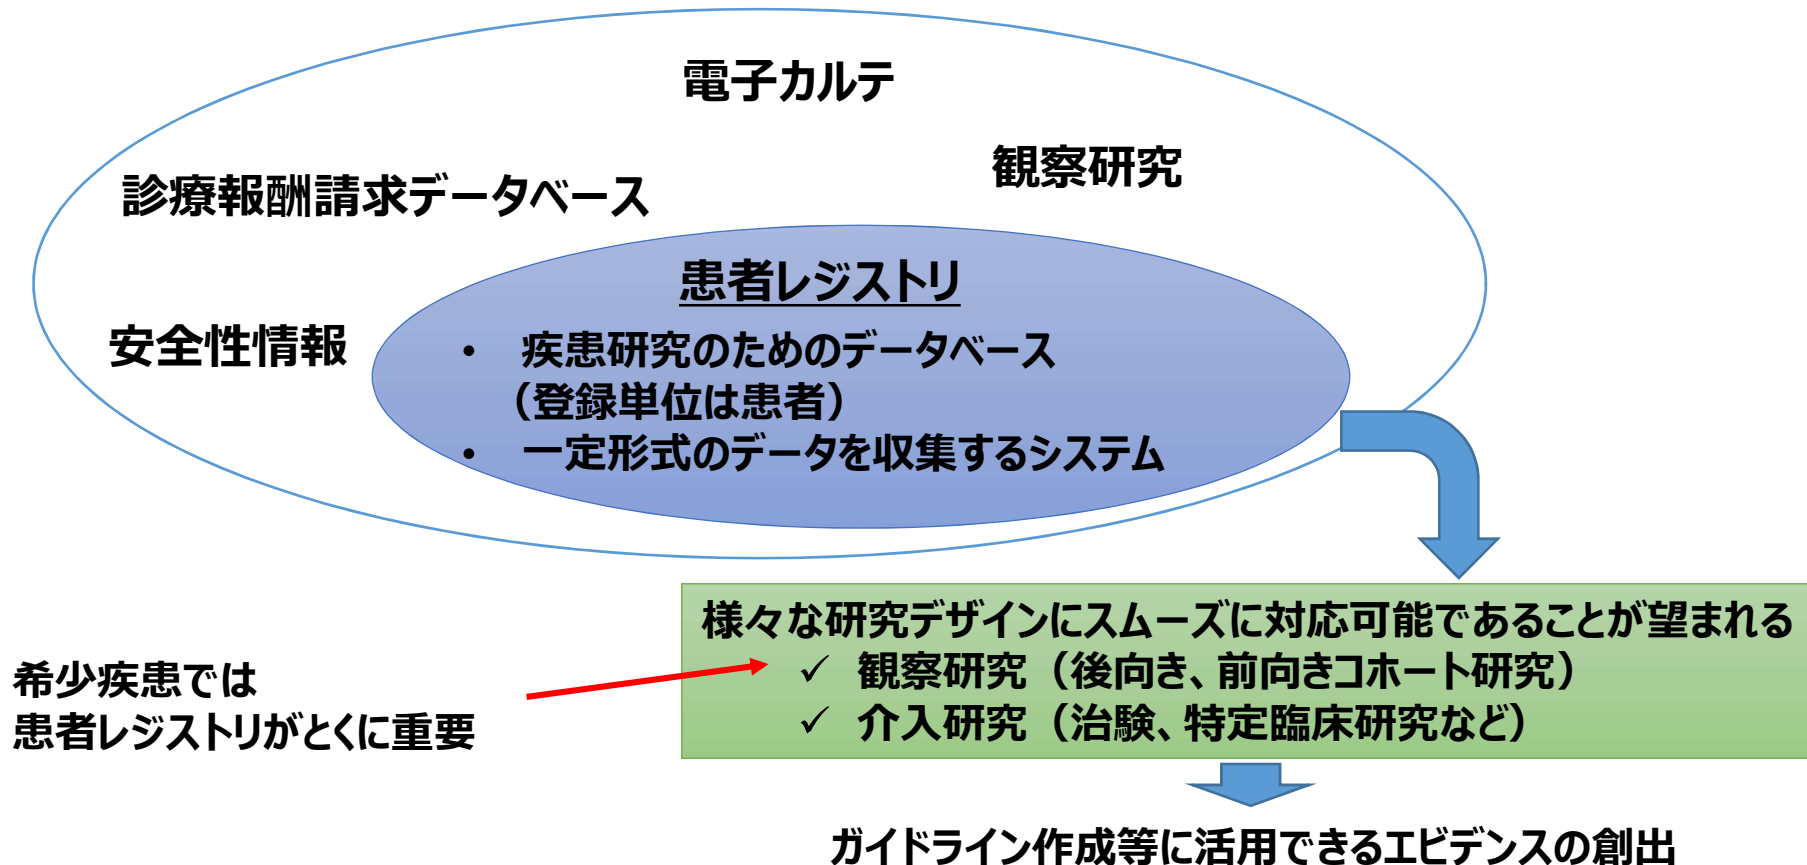 電子カルテ
観察研究
診療報酬請求データベース
患者レジストリ
安全性情報
• 疾患研究のためのデータベース
（登録単位は患者）
• 一定形式のデータを収集するシステム
様々な研究デザインにスムーズに対応可能であることが望まれる
✓ 観察研究（後向き、前向きコホート研究）
✓ 介入研究（治験、特定臨床研究など）
希少疾患では
患者レジストリがとくに重要
ガイドライン作成等に活用できるエビデンスの創出